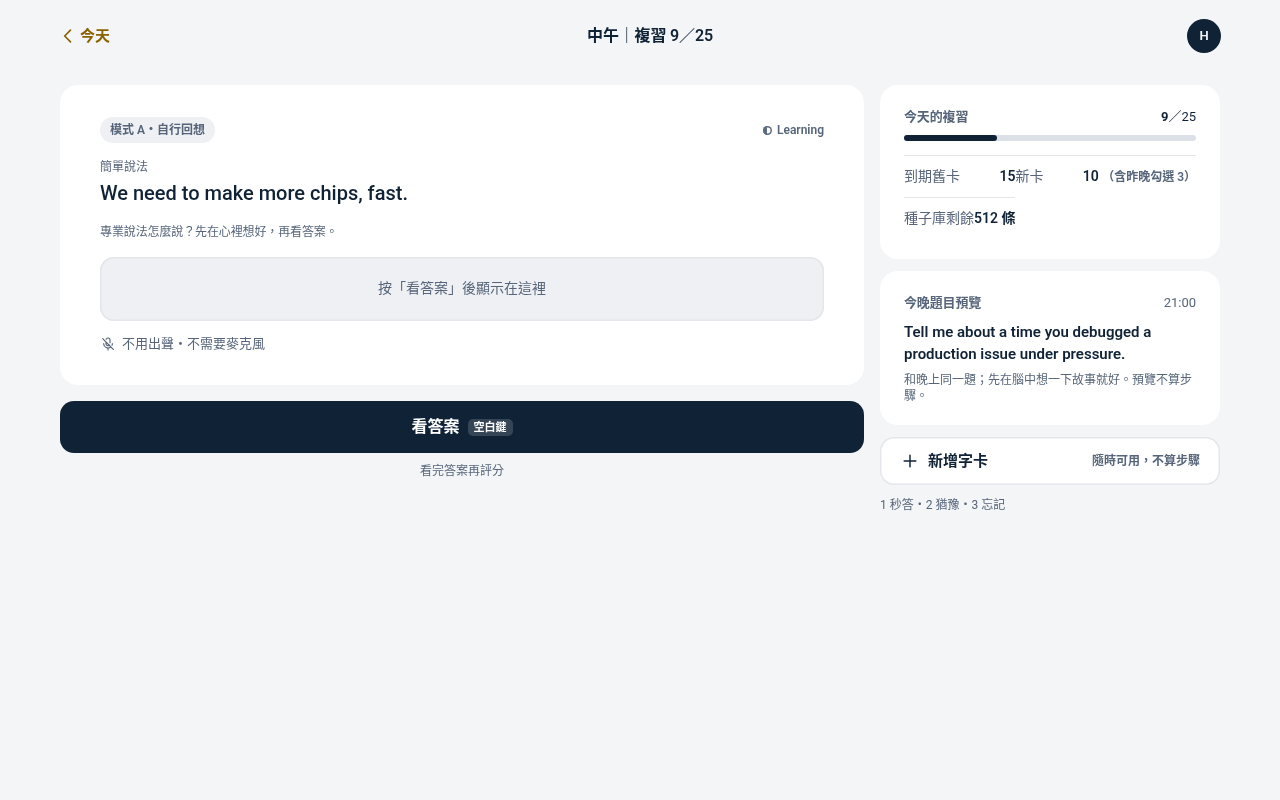 今天
中午｜複習 9／25
H
模式 A・自行回想
Learning
簡單說法
We need to make more chips, fast.
專業說法怎麼說？先在心裡想好，再看答案。
按「看答案」後顯示在這裡
不用出聲・不需要麥克風
看答案 空白鍵
看完答案再評分
今天的複習 9／25
到期舊卡 15新卡 10 （含昨晚勾選 3）
種子庫剩餘512 條
今晚題目預覽 21:00
Tell me about a time you debugged a
production issue under pressure.
和晚上同一題；先在腦中想一下故事就好。預覽不算步
驟。
新增字卡 隨時可用，不算步驟
1 秒答・2 猶豫・3 忘記